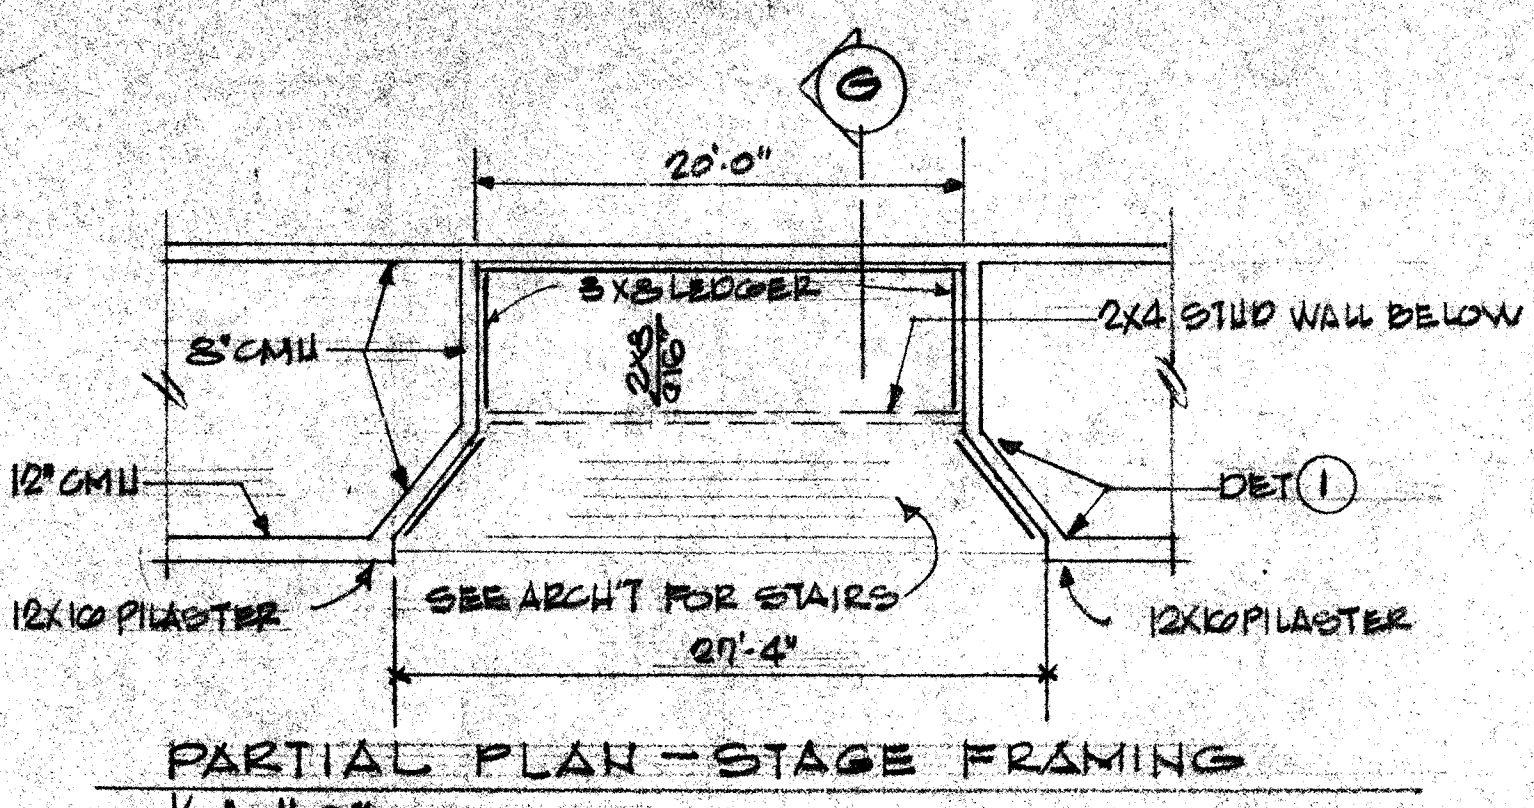 G
20'-0"
3X8 LEDGER
2X4 STUD WALL BELOW
8" CMU
2X8
@16"
12" CMU
DET 1
SEE ARCH'T FOR STAIRS
12X16 PILASTER
12X16 PILASTER
27'-4"
PARTIAL PLAN - STAGE FRAMING